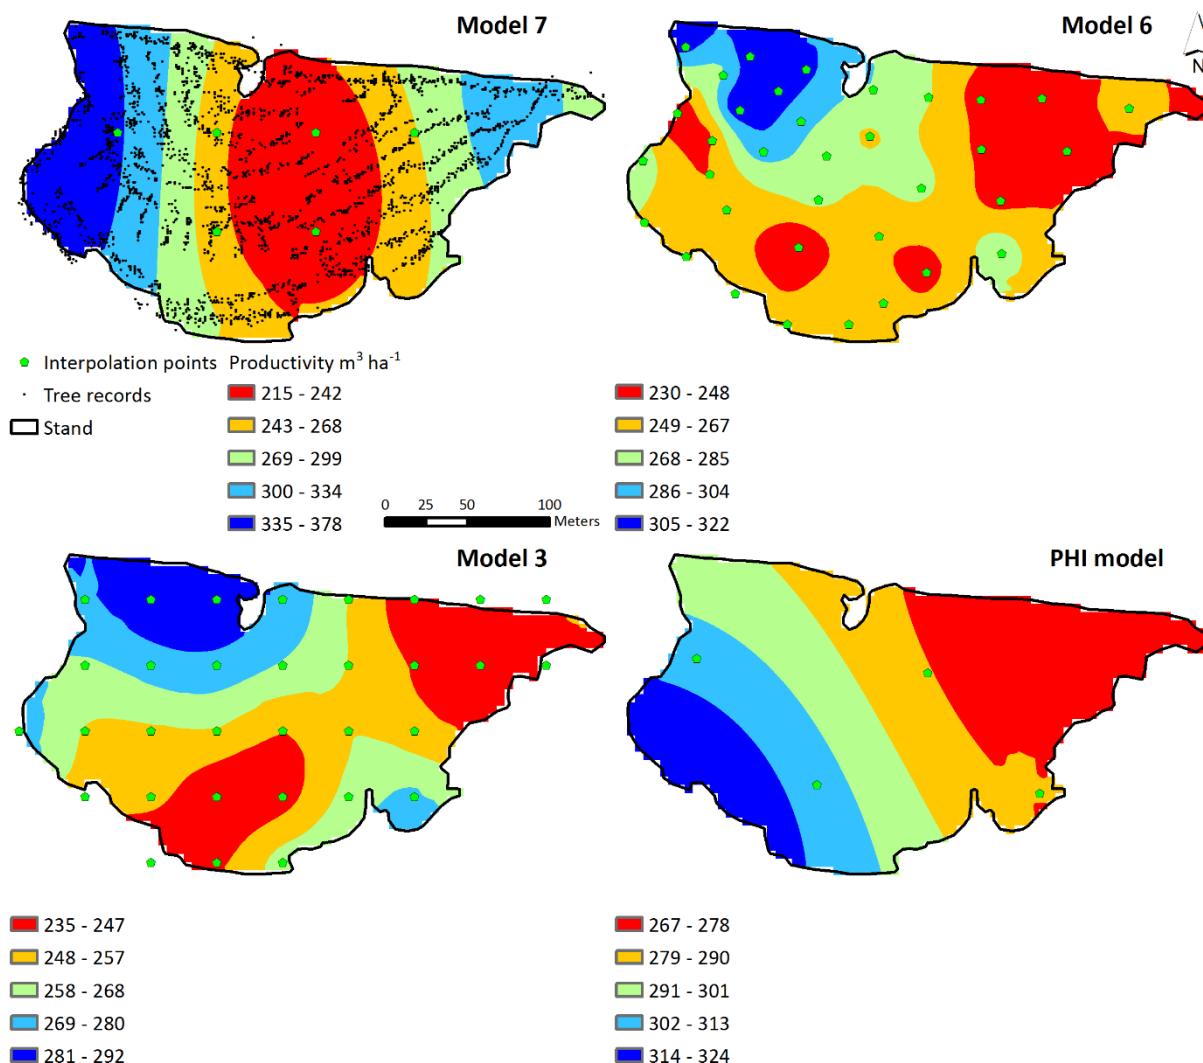 Model 7
Model 6
N
Interpolation points
Tree records
Stand
Productivity m³ ha⁻¹
215 - 242
243 - 268
269 - 299
300 - 334
335 - 378
0 25 50 100
Meters
230 - 248
249 - 267
268 - 285
286 - 304
305 - 322
Model 3
PHI model
235 - 247
248 - 257
258 - 268
269 - 280
281 - 292
267 - 278
279 - 290
291 - 301
302 - 313
314 - 324